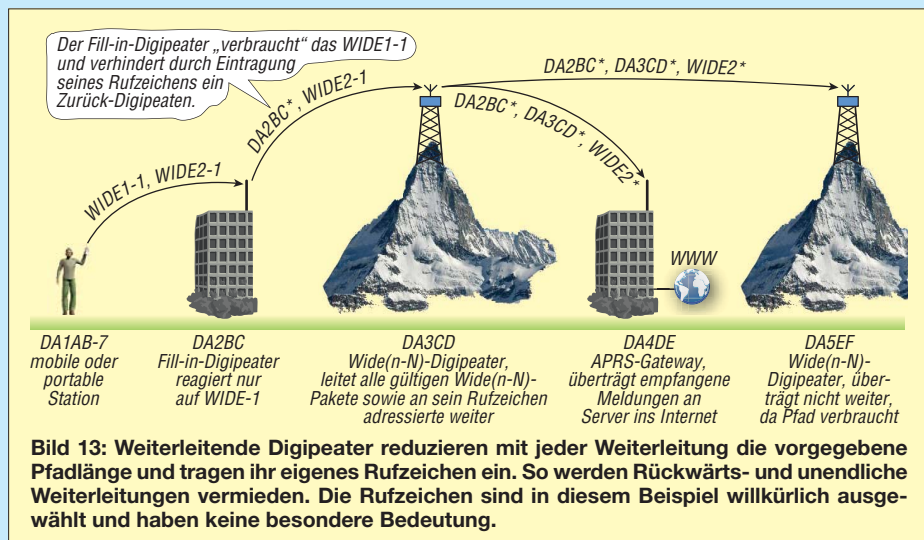 Der Fill-in-Digipeater „verbraucht“ das WIDE1-1
und verhindert durch Eintragung
seines Rufzeichens ein
Zurück-Digipeaten.
WIDE1-1, WIDE2-1
DA2BC*, WIDE2-1
DA2BC*, DA3CD*, WIDE2*
DA2BC*, DA3CD*, WIDE2*
WWW
DA1AB-7
mobile oder
portable
Station
DA2BC
Fill-in-Digipeater
reagiert nur
auf WIDE-1
DA3CD
Wide(n-N)-Digipeater,
leitet alle gültigen Wide(n-N)-
Pakete sowie an sein Rufzeichen
adressierte weiter
DA4DE
APRS-Gateway,
überträgt empfangene
Meldungen an
Server ins Internet
DA5EF
Wide(n-N)-
Digipeater, über-
trägt nicht weiter,
da Pfad verbraucht
Bild 13: Weiterleitende Digipeater reduzieren mit jeder Weiterleitung die vorgegebene
Pfadlänge und tragen ihr eigenes Rufzeichen ein. So werden Rückwärts- und unendliche
Weiterleitungen vermieden. Die Rufzeichen sind in diesem Beispiel willkürlich ausge-
wählt und haben keine besondere Bedeutung.